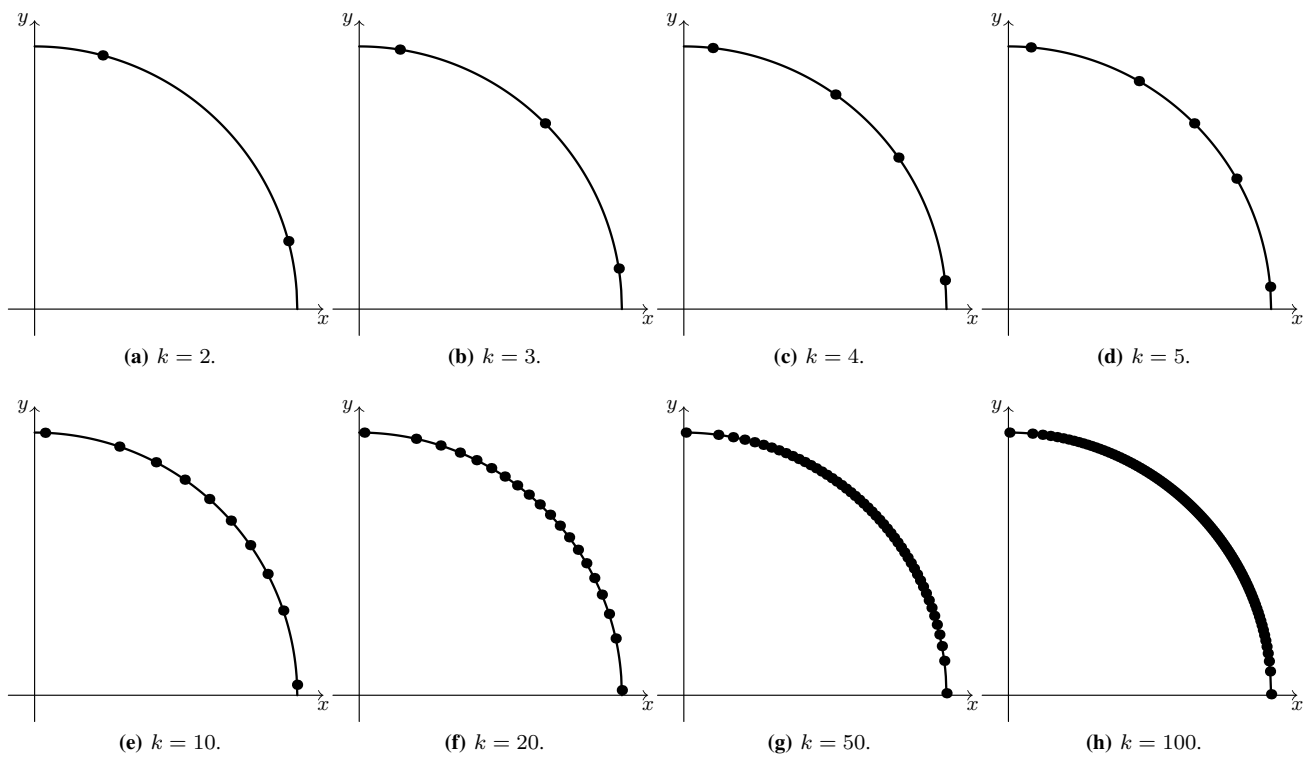 y y y y
x x x x
(a) k = 2. (b) k = 3. (c) k = 4. (d) k = 5.
y y y y
x x x x
(e) k = 10. (f) k = 20. (g) k = 50. (h) k = 100.